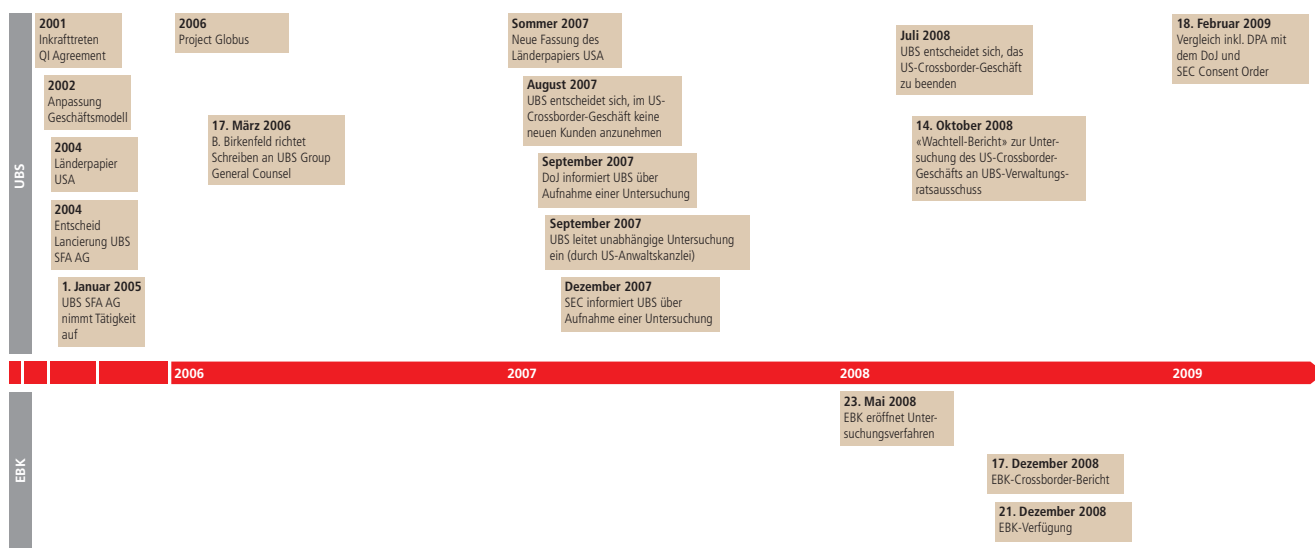 UBS
2001
Inkrafttreten
QI Agreement
2002
Anpassung
Geschäftsmodell
2004
Länderpapier
USA
2004
Entscheid
Lancierung UBS
SFA AG
1. Januar 2005
UBS SFA AG
nimmt Tätigkeit
auf
2006
Project Globus
17. März 2006
B. Birkenfeld richtet
Schreiben an UBS Group
General Counsel
Sommer 2007
Neue Fassung des
Länderpapiers USA
August 2007
UBS entscheidet sich, im US-
Crossborder-Geschäft keine
neuen Kunden anzunehmen
September 2007
DoJ informiert UBS über
Aufnahme einer Untersuchung
September 2007
UBS leitet unabhängige Untersuchung
ein (durch US-Anwaltskanzlei)
Dezember 2007
SEC informiert UBS über
Aufnahme einer Untersuchung
Juli 2008
UBS entscheidet sich, das
US-Crossborder-Geschäft
zu beenden
14. Oktober 2008
«Wachtell-Bericht» zur Unter-
suchung des US-Crossborder-
Geschäfts an UBS-Verwaltungs-
ratsausschuss
18. Februar 2009
Vergleich inkl. DPA mit
dem DoJ und
SEC Consent Order
2006
2007
2008
2009
EBK
23. Mai 2008
EBK eröffnet Unter-
suchungsverfahren
17. Dezember 2008
EBK-Crossborder-Bericht
21. Dezember 2008
EBK-Verfügung